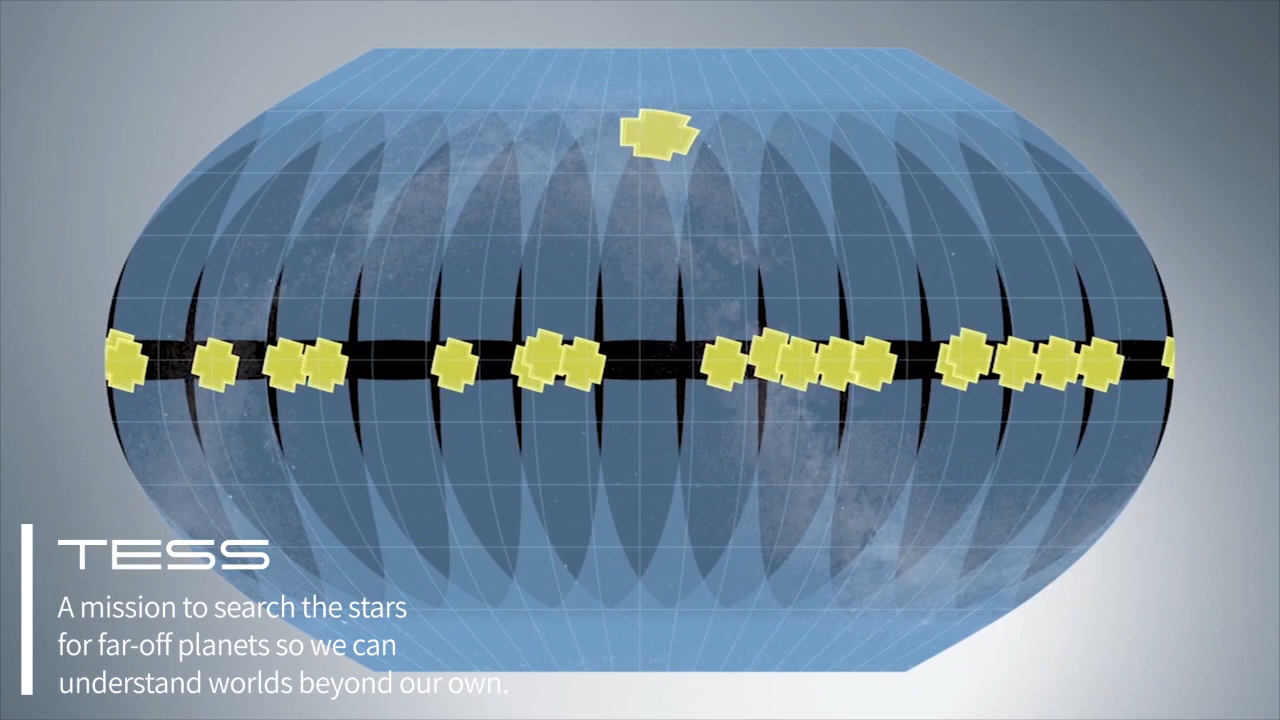 TESS
A mission to search the stars
for far-off planets so we can
understand worlds beyond our own.